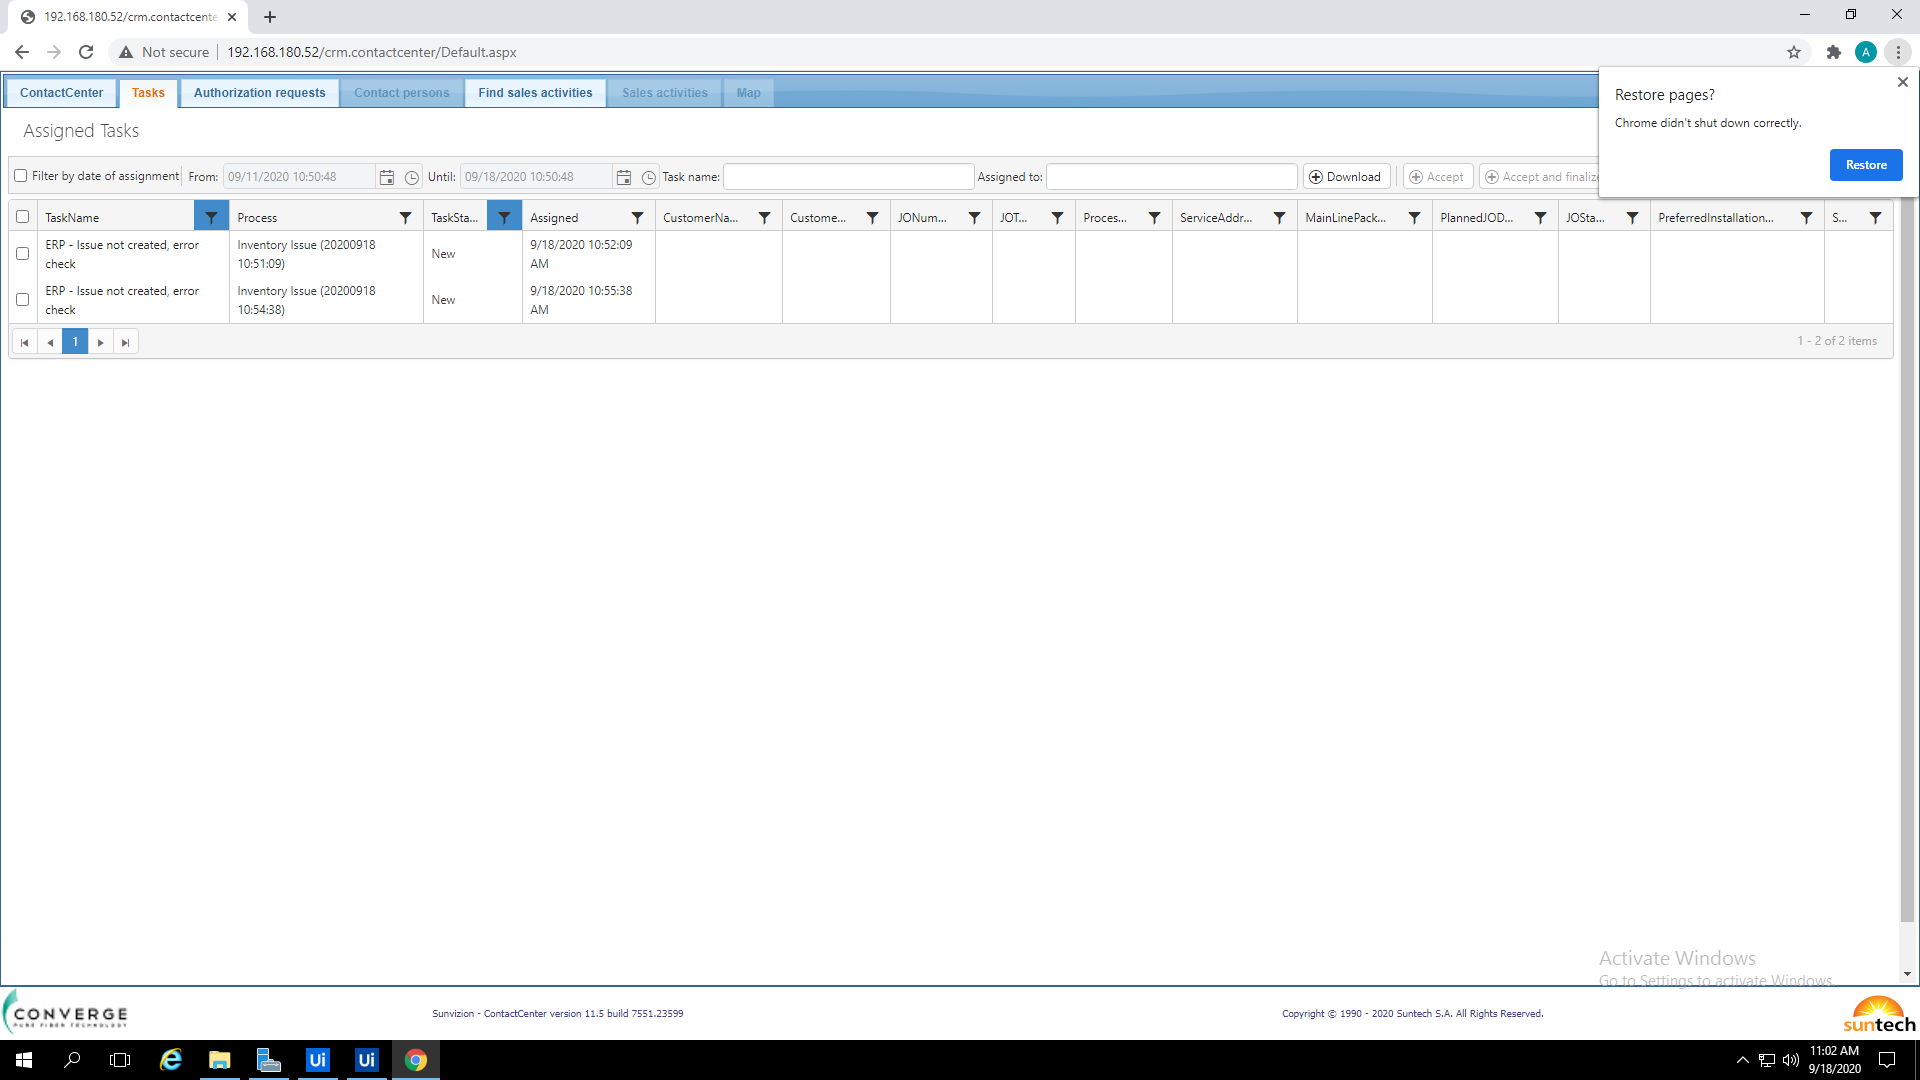 192.168.180.52/crm.contactcente
Not secure
192.168.180.52/crm.contactcenter/Default.aspx
A
ContactCenter
Tasks
Authorization requests
Contact persons
Find sales activities
Sales activities
Map
Restore pages?
Chrome didn't shut down correctly.
Restore
Assigned Tasks
Filter by date of assignment
From:
09/11/2020 10:50:48
Until:
09/18/2020 10:50:48
Task name:
Assigned to:
Download
Accept
Accept and finalize
TaskName
Process
TaskSta...
Assigned
CustomerNa...
Custome...
JONum...
JOT...
Proces...
ServiceAddr...
MainLinePack...
PlannedJOD...
JOSta...
PreferredInstallation...
S...
ERP - Issue not created, error
check
Inventory Issue (20200918
10:51:09)
New
9/18/2020 10:52:09
AM
ERP - Issue not created, error
check
Inventory Issue (20200918
10:54:38)
New
9/18/2020 10:55:38
AM
1
1 - 2 of 2 items
Activate Windows
Go to Settings to activate Windows.
CONVERGE
PURE FIBER TECHNOLOGY
Sunvizion - ContactCenter version 11.5 build 7551.23599
Copyright © 1990 - 2020 Suntech S.A. All Rights Reserved.
suntech
Ui
Ui
11:02 AM
9/18/2020